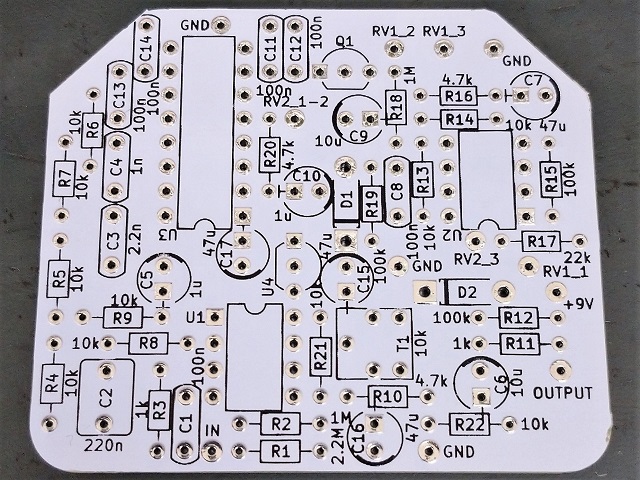 GND
C14
C11
C12
100n
Q1
RV1_2
RV1_3
GND
C13
100n
100n
100n
RV2_1-2
1M
R18
4.7k
R16
C7
R14
10k
47u
R6
10k
C4
1n
R20
4.7k
10u
C9
R7
10k
C10
1u
D1
R19
C8
R13
R15
100k
C3
2.2n
U3
47u
C17
47u
100k
100n
10k
U2
R17
22k
R5
10k
C5
1u
U4
C15
GND
RV2_3
RV1_1
10k
R9
10k
D2
+9V
U1
100k
R12
10k
R8
100n
R21
T1
10k
1k
R11
R4
10k
C2
220n
1k
R3
C1
IN
R2
1M
R1
2.2M
C16
R10
4.7k
47u
GND
C6
10u
R22
10k
OUTPUT